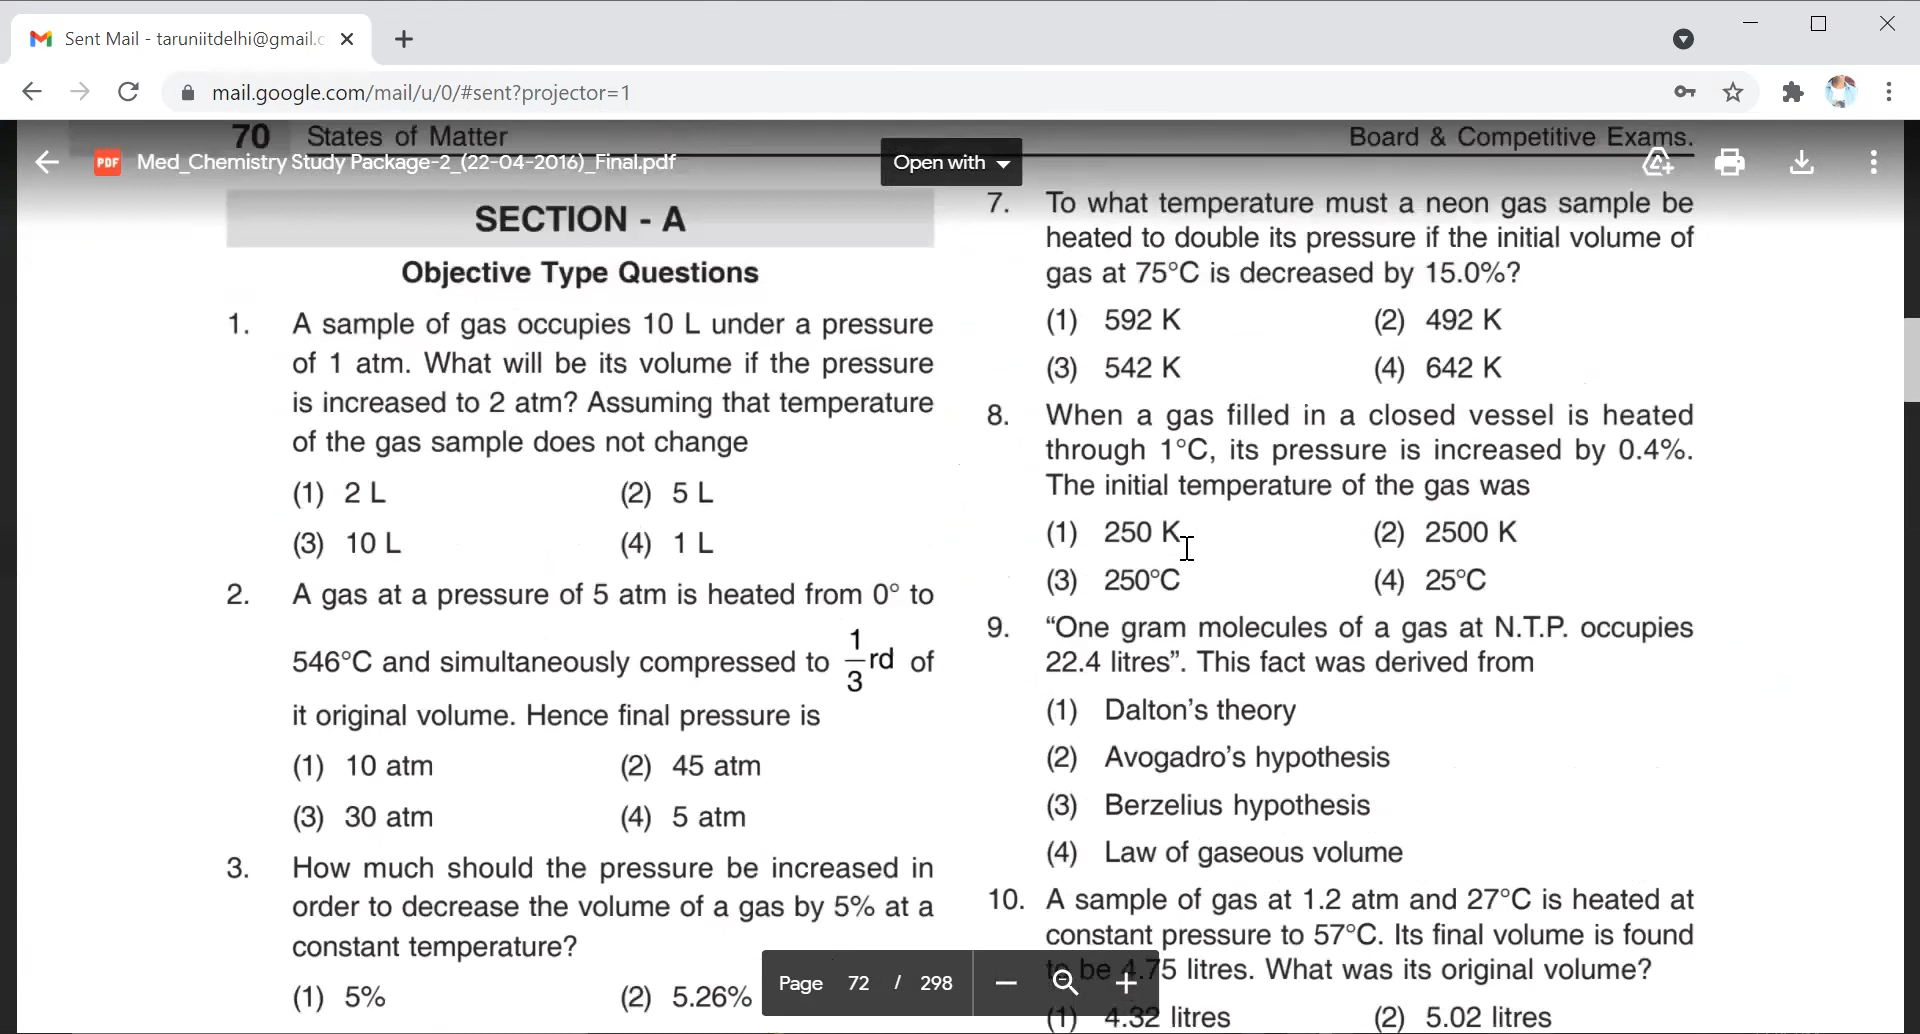 Sent Mail - taruniitdelhi@gmail.c
mail.google.com/mail/u/0/#sent?projector=1
70 States of Matter
Board & Competitive Exams.
PDF Med_Chemistry Study Package-2_(22-04-2016)_Final.pdf
Open with
SECTION - A
Objective Type Questions
1. A sample of gas occupies 10 L under a pressure
of 1 atm. What will be its volume if the pressure
is increased to 2 atm? Assuming that temperature
of the gas sample does not change
(1) 2 L (2) 5 L
(3) 10 L (4) 1 L
2. A gas at a pressure of 5 atm is heated from 0° to
546°C and simultaneously compressed to 1/3 rd of
it original volume. Hence final pressure is
(1) 10 atm (2) 45 atm
(3) 30 atm (4) 5 atm
3. How much should the pressure be increased in
order to decrease the volume of a gas by 5% at a
constant temperature?
(1) 5% (2) 5.26%
7. To what temperature must a neon gas sample be
heated to double its pressure if the initial volume of
gas at 75°C is decreased by 15.0%?
(1) 592 K (2) 492 K
(3) 542 K (4) 642 K
8. When a gas filled in a closed vessel is heated
through 1°C, its pressure is increased by 0.4%.
The initial temperature of the gas was
(1) 250 K (2) 2500 K
(3) 250°C (4) 25°C
9. “One gram molecules of a gas at N.T.P. occupies
22.4 litres”. This fact was derived from
(1) Dalton’s theory
(2) Avogadro’s hypothesis
(3) Berzelius hypothesis
(4) Law of gaseous volume
10. A sample of gas at 1.2 atm and 27°C is heated at
constant pressure to 57°C. Its final volume is found
to be 4.75 litres. What was its original volume?
(1) 4.32 litres (2) 5.02 litres
Page 72 / 298